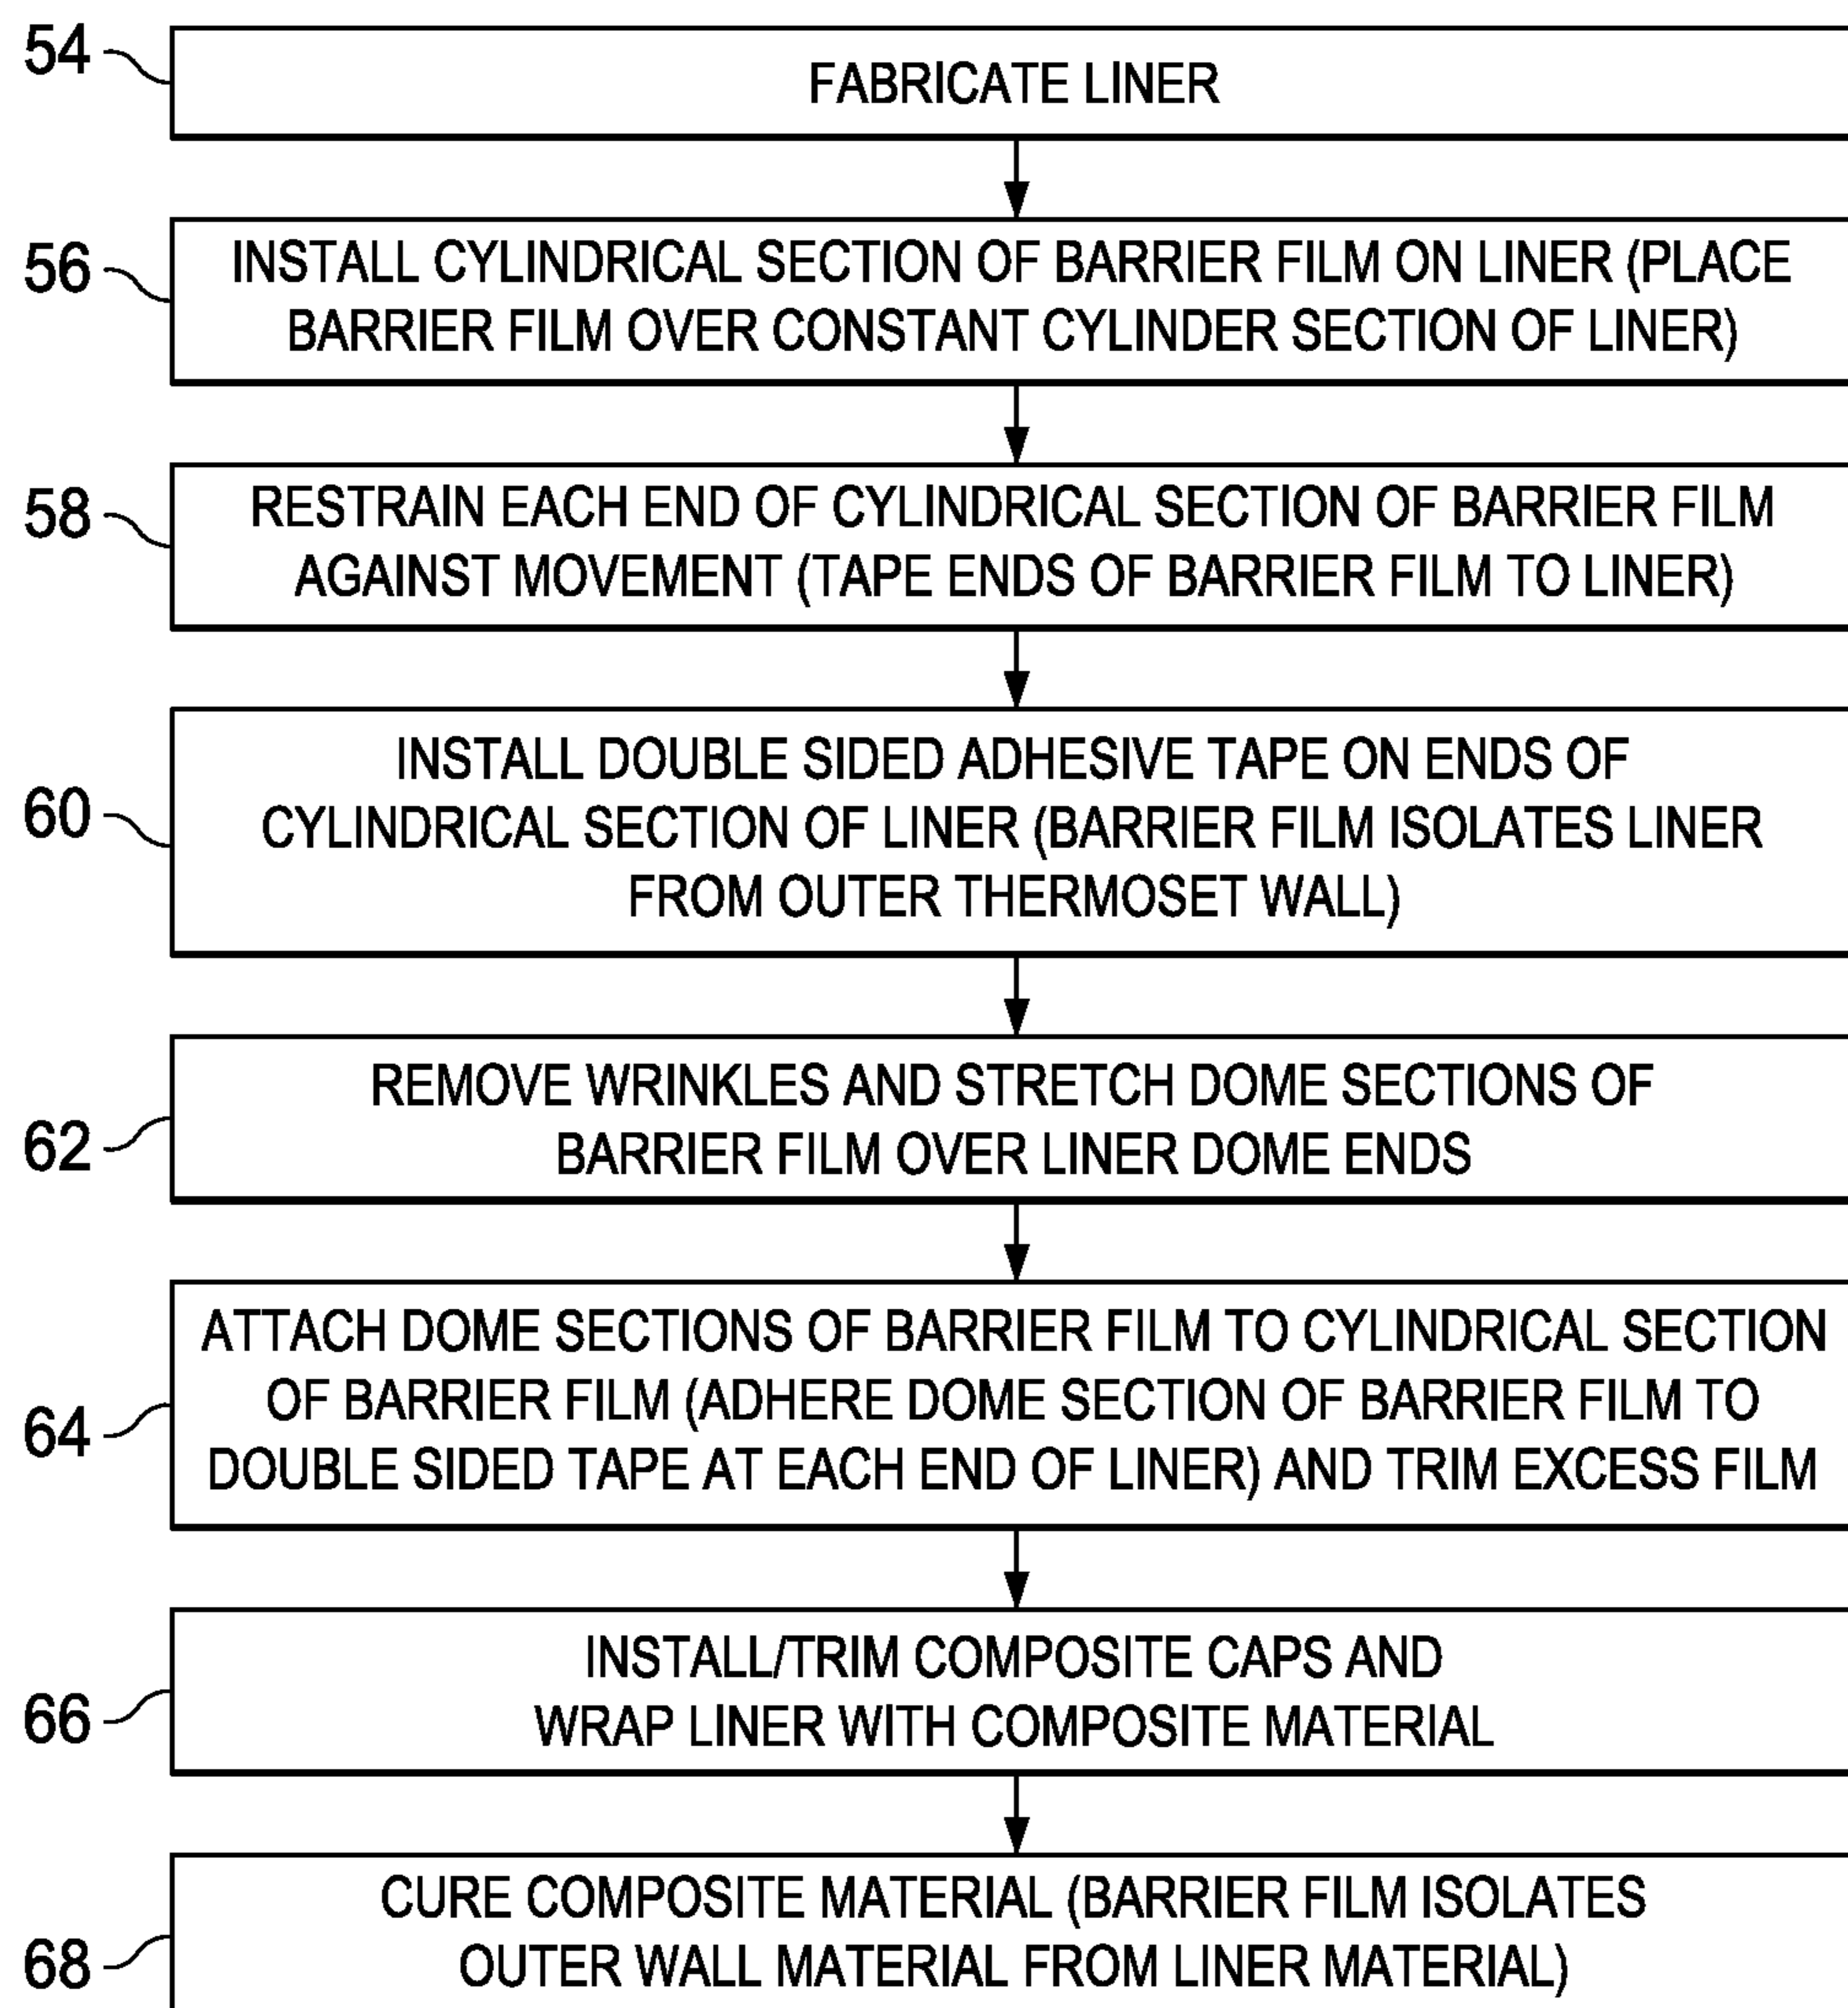 54
FABRICATE LINER
56
INSTALL CYLINDRICAL SECTION OF BARRIER FILM ON LINER (PLACE
BARRIER FILM OVER CONSTANT CYLINDER SECTION OF LINER)
58
RESTRAIN EACH END OF CYLINDRICAL SECTION OF BARRIER FILM
AGAINST MOVEMENT (TAPE ENDS OF BARRIER FILM TO LINER)
60
INSTALL DOUBLE SIDED ADHESIVE TAPE ON ENDS OF
CYLINDRICAL SECTION OF LINER (BARRIER FILM ISOLATES LINER
FROM OUTER THERMOSET WALL)
62
REMOVE WRINKLES AND STRETCH DOME SECTIONS OF
BARRIER FILM OVER LINER DOME ENDS
64
ATTACH DOME SECTIONS OF BARRIER FILM TO CYLINDRICAL SECTION
OF BARRIER FILM (ADHERE DOME SECTION OF BARRIER FILM TO
DOUBLE SIDED TAPE AT EACH END OF LINER) AND TRIM EXCESS FILM
66
INSTALL/TRIM COMPOSITE CAPS AND
WRAP LINER WITH COMPOSITE MATERIAL
68
CURE COMPOSITE MATERIAL (BARRIER FILM ISOLATES
OUTER WALL MATERIAL FROM LINER MATERIAL)